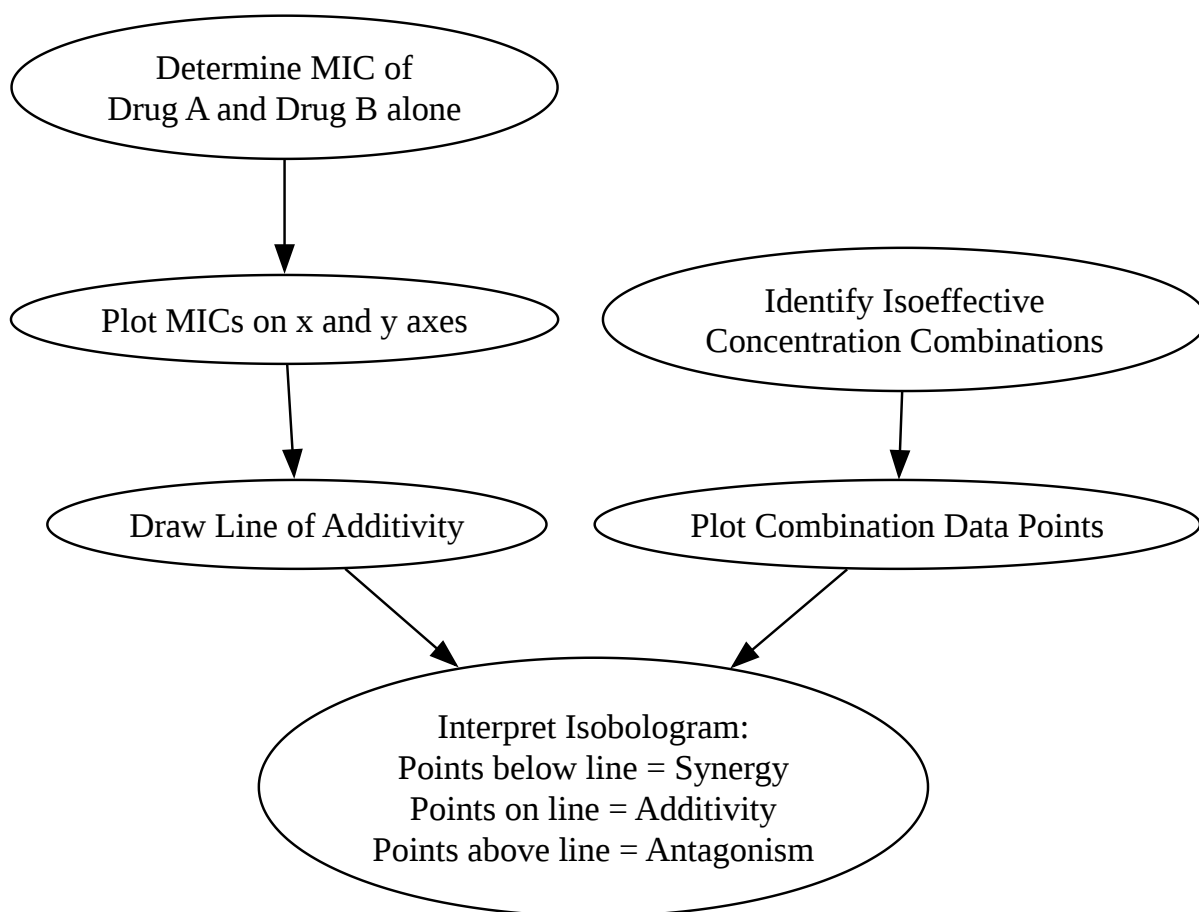 Determine MIC of
Drug A and Drug B alone
Plot MICs on x and y axes
Identify Isoeffective
Concentration Combinations
Draw Line of Additivity
Plot Combination Data Points
Interpret Isobologram:
Points below line = Synergy
Points on line = Additivity
Points above line = Antagonism